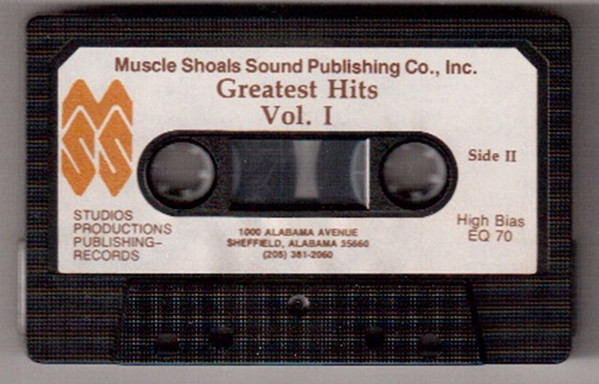 Muscle Shoals Sound Publishing Co., Inc.
Greatest Hits
Vol. I
MSS
Side II
STUDIOS
PRODUCTIONS
PUBLISHING-
RECORDS
1000 ALABAMA AVENUE
SHEFFIELD, ALABAMA 35660
(205) 381-2060
High Bias
EQ 70